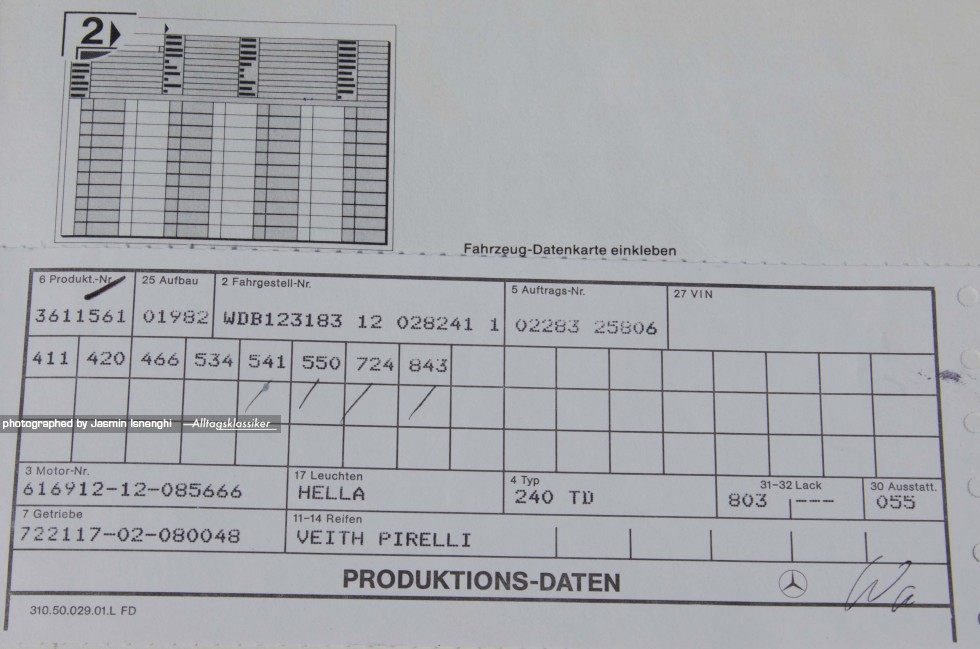 2
Fahrzeug-Datenkarte einkleben
6 Produkt.-Nr. 25 Aufbau 2 Fahrgestell-Nr. 5 Auftrags-Nr. 27 VIN
3611561 01982 WDB123183 12 028241 1 02283 25806
411 420 466 534 541 550 724 843
photographed by Jasmin Ianenghi — Alltagsklassiker
3 Motor-Nr. 17 Leuchten 4 Typ 31-32 Lack 30 Ausstatt.
616912-12-085666 HELLA 240 TD 803 --- 055
7 Getriebe 11-14 Reifen
722117-02-080048 VEITH PIRELLI
PRODUKTIONS-DATEN
310.50.029.01.L FD